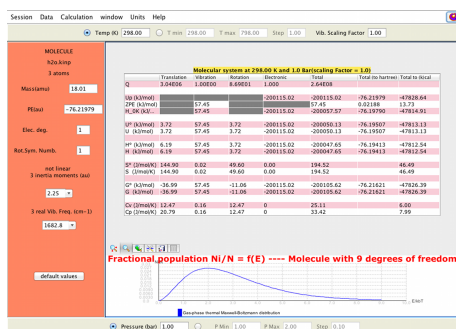 Session Data Calculation window Units Help
Temp (K) 298.00 T min 298.00 T max 798.00 Step 1.00 Vib. Scaling Factor 1.00
MOLECULE
h2o.kinp
3 atoms
Mass(amu) 18.01
PE(au) -76.21979
Elec. deg. 1
Rot.Sym. Numb. 1
not linear
3 inertia moments (au)
2.25
3 real Vib. Freq. (cm-1)
1682.8
default values
Molecular system at 298.00 K and 1.0 Bar(scaling Factor = 1.0)
Translation Vibration Rotation Electronic Total Total (to hartree) Total to (kcal
Q 3.04E06 1.00E00 8.69E01 1.000 2.64E08
Up (kJ/mol) -200115.02 -200115.02 -76.21979 -47828.64
ZPE (kJ/mol) 57.45 57.45 0.02188 13.73
H_0K (kJ/... 57.45 -200115.02 -200057.57 -76.19790 -47814.91
U° (kJ/mol) 3.72 57.45 3.72 -200115.02 -200050.13 -76.19507 -47813.13
U (kJ/mol) 3.72 57.45 3.72 -200115.02 -200050.13 -76.19507 -47813.13
H° (kJ/mol) 6.19 57.45 3.72 -200115.02 -200047.65 -76.19413 -47812.54
H (kJ/mol) 6.19 57.45 3.72 -200115.02 -200047.65 -76.19413 -47812.54
S° (J/mol/K) 144.90 0.02 49.60 0.00 194.52 46.49
S (J/mol/K) 144.90 0.02 49.60 0.00 194.52 46.49
G° (kJ/mol) -36.99 57.45 -11.06 -200115.02 -200105.62 -76.21621 -47826.39
G (kJ/mol) -36.99 57.45 -11.06 -200115.02 -200105.62 -76.21621 -47826.39
Cv (J/mol/K) 12.47 0.16 12.47 0 25.11 6.00
Cp (J/mol/K) 20.79 0.16 12.47 0 33.42 7.99
Fractional population Ni/N = f(E) ---- Molecule with 9 degrees of freedom
Gas-phase thermal Maxwell-Boltzmann distribution
Pressure (bar) 1.00 P Min 1.00 P Max 2.00 Step 0.10